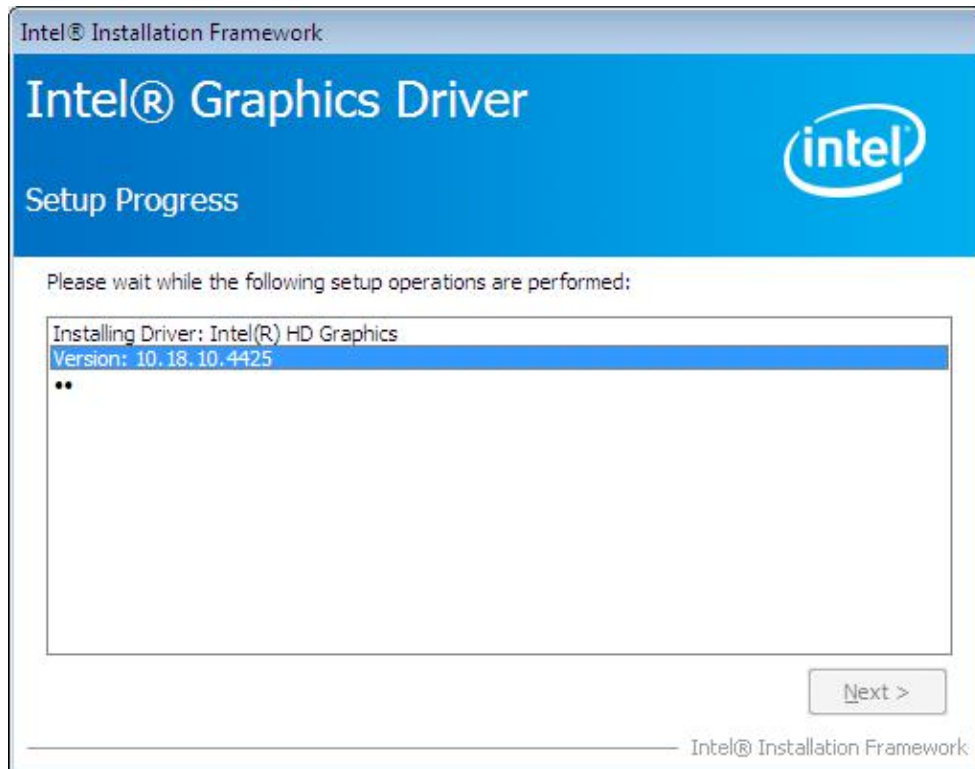 Intel® Installation Framework
Intel® Graphics Driver
intel®
Setup Progress
Please wait while the following setup operations are performed:
Installing Driver: Intel(R) HD Graphics
Version: 10.18.10.4425
••
Next >
Intel® Installation Framework